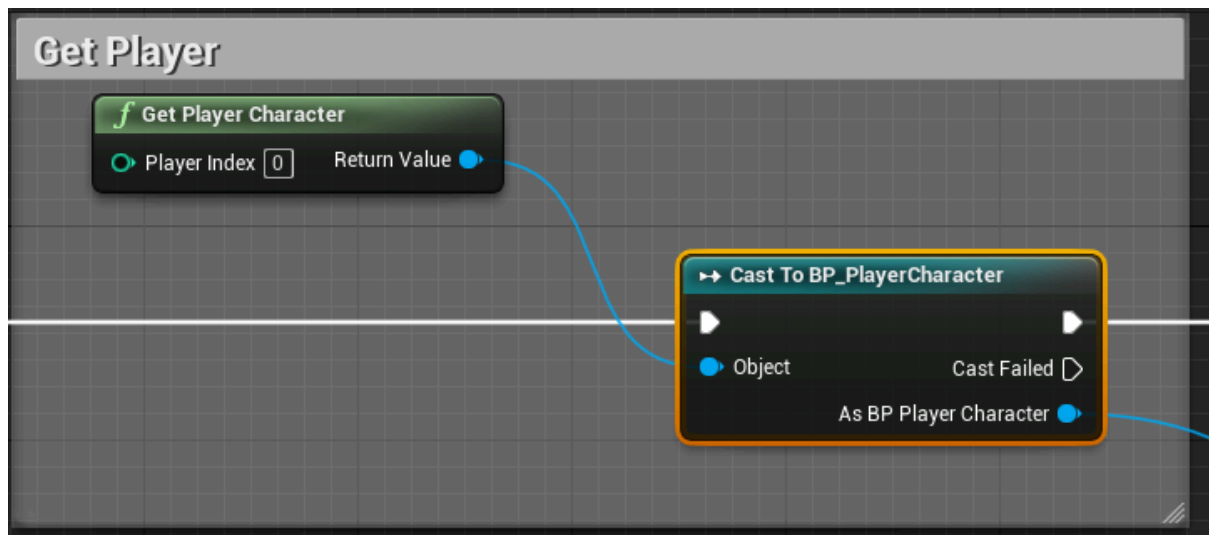 Get Player
f Get Player Character
Player Index 0 Return Value
Cast To BP_PlayerCharacter
Object Cast Failed
As BP Player Character